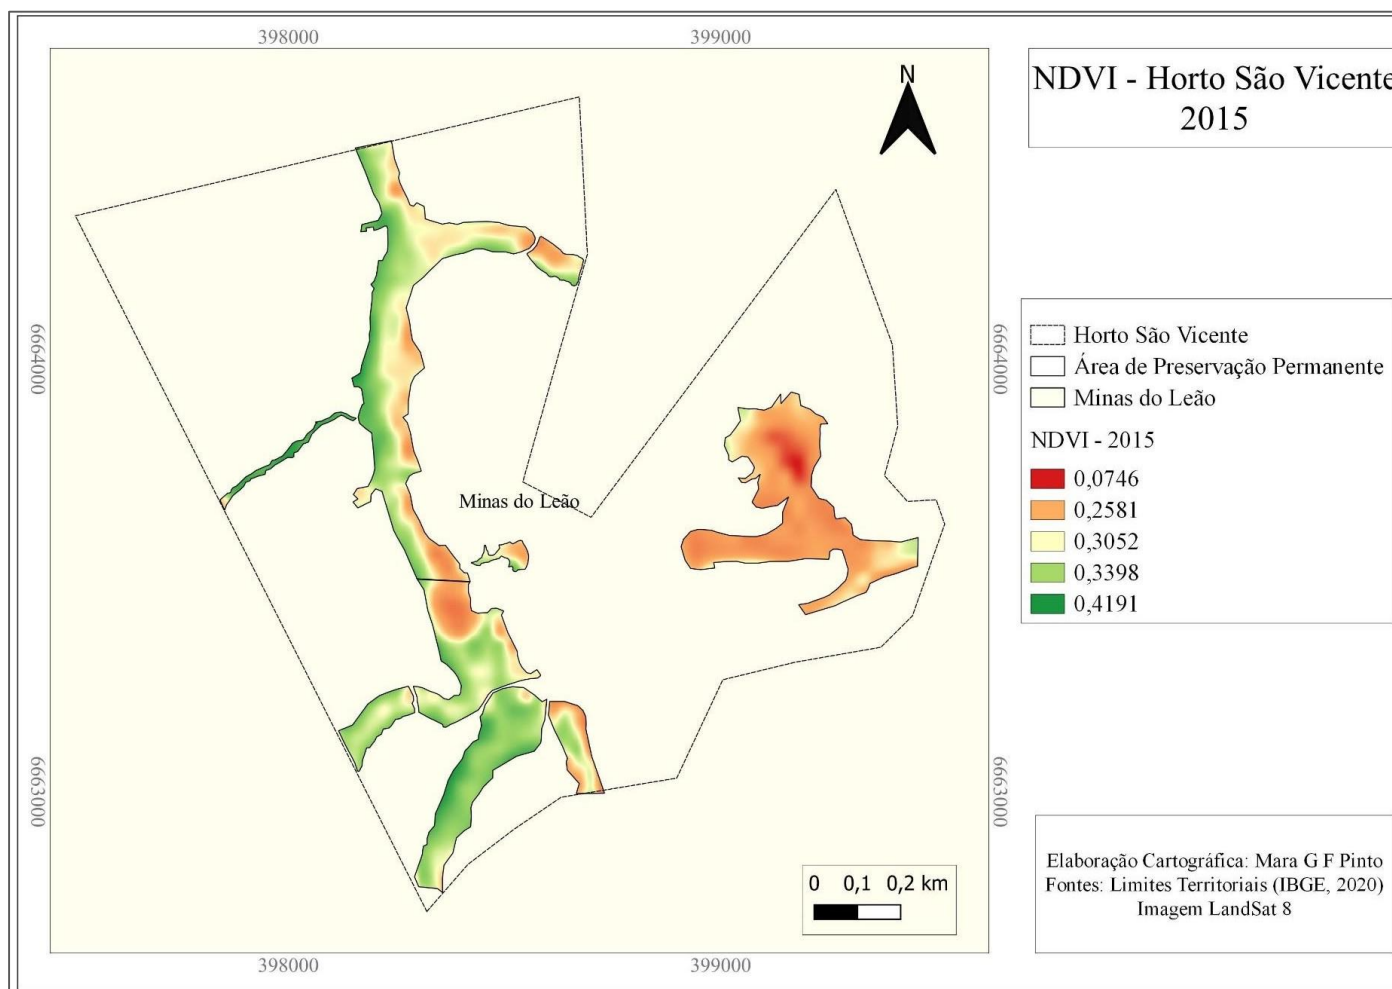 398000
399000
NDVI - Horto São Vicente
2015
N
6664000
6664000
Horto São Vicente
Área de Preservação Permanente
Minas do Leão
NDVI - 2015
0,0746
0,2581
0,3052
0,3398
0,4191
Minas do Leão
6663000
6663000
0 0,1 0,2 km
Elaboração Cartográfica: Mara G F Pinto
Fontes: Limites Territoriais (IBGE, 2020)
Imagem LandSat 8
398000
399000